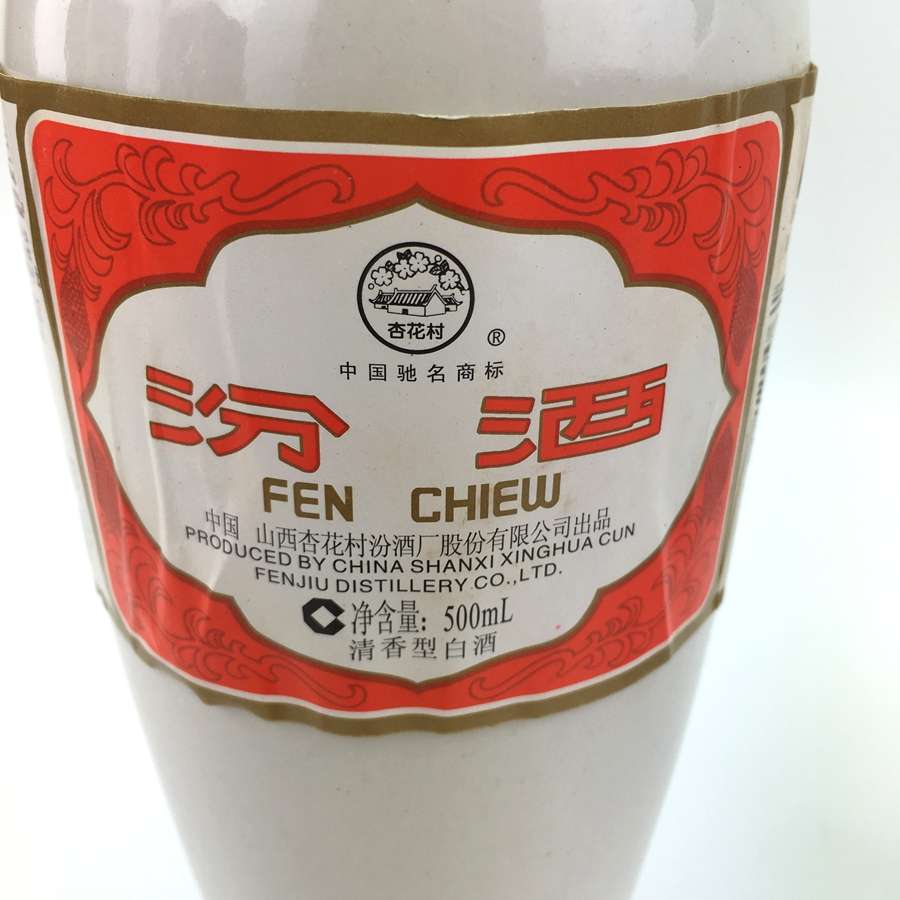 杏花村
®
中国驰名商标
汾酒
FEN CHIEW
中国 山西杏花村汾酒厂股份有限公司出品
PRODUCED BY CHINA SHANXI XINGHUA CUN
FENJIU DISTILLERY CO.,LTD.
净含量: 500mL
清香型白酒